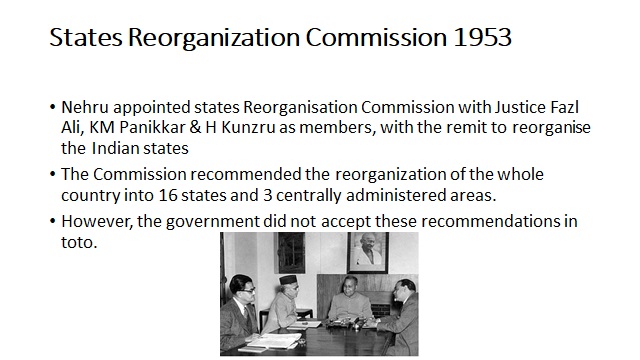 States Reorganization Commission 1953
• Nehru appointed states Reorganisation Commission with Justice Fazl
Ali, KM Panikkar & H Kunzru as members, with the remit to reorganise
the Indian states
• The Commission recommended the reorganization of the whole
country into 16 states and 3 centrally administered areas.
• However, the government did not accept these recommendations in
toto.